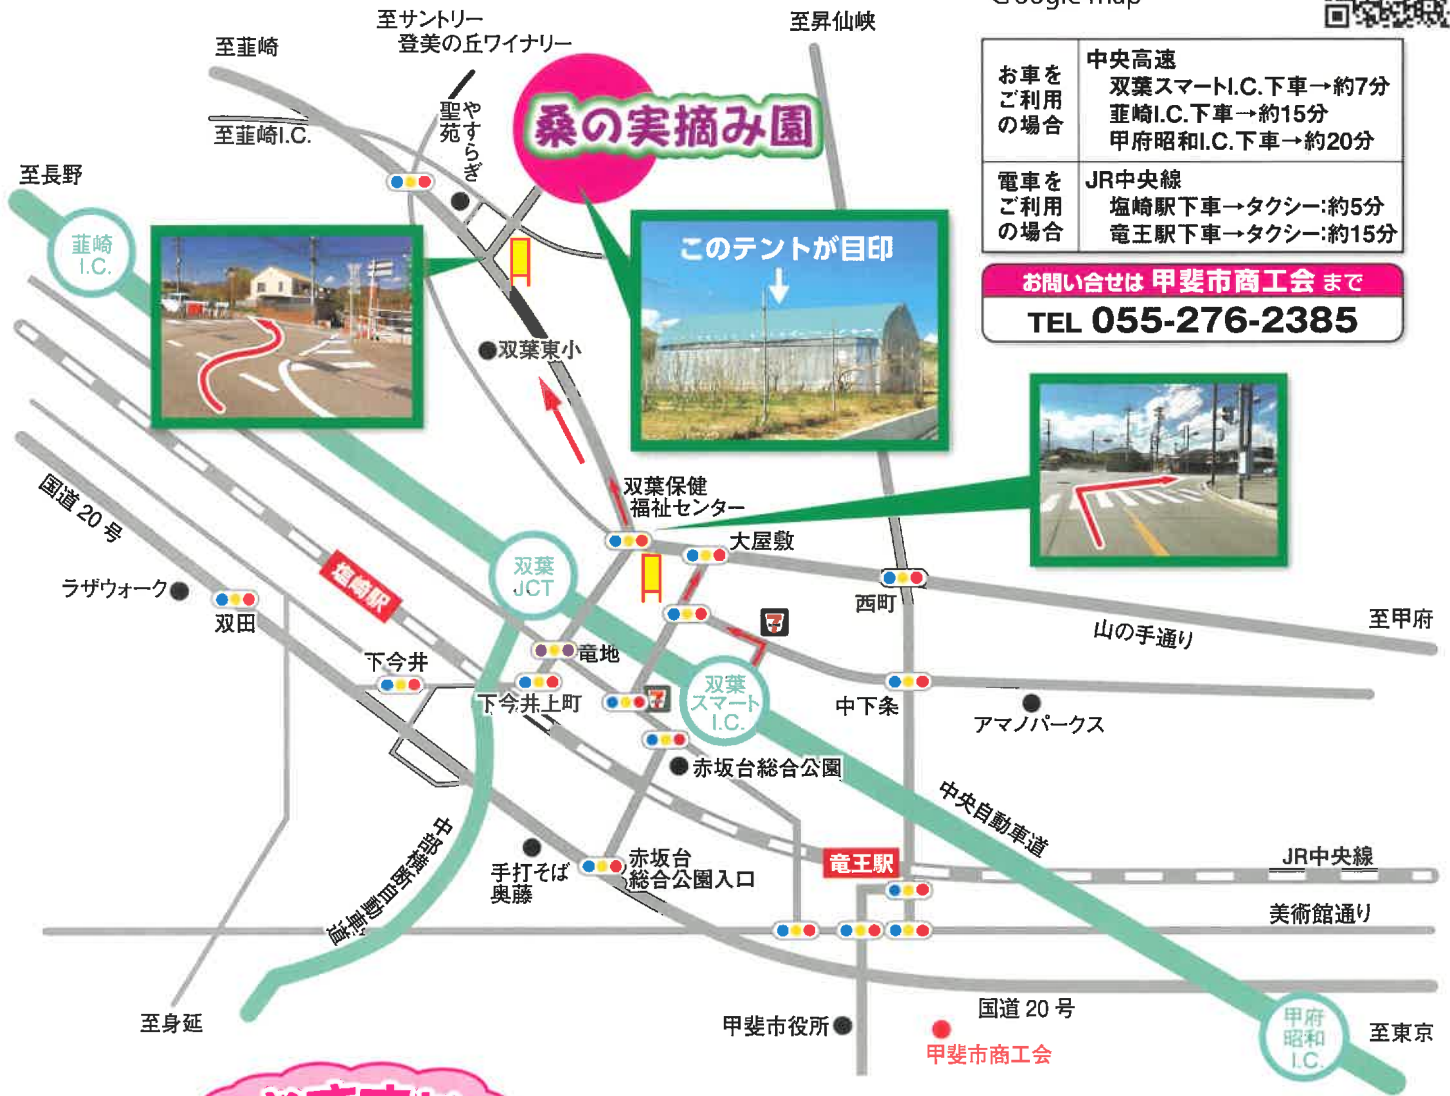 Google map
至サントリー
登美の丘ワイナリー
至昇仙峡
至韮崎
至韮崎I.C.
やすらぎ
聖苑
桑の実摘み園
お車を
ご利用
の場合
中央高速
双葉スマートI.C.下車→約7分
韮崎I.C.下車→約15分
甲府昭和I.C.下車→約20分
電車を
ご利用
の場合
JR中央線
塩崎駅下車→タクシー:約5分
竜王駅下車→タクシー:約15分
お問い合せは 甲斐市商工会 まで
TEL 055-276-2385
至長野
韮崎
I.C.
このテントが目印
双葉東小
双葉保健
福祉センター
大屋敷
国道20号
塩崎駅
双葉
JCT
ラザウォーク
双田
西町
至甲府
山の手通り
7
下今井
竜地
下今井上町
7
双葉
スマート
I.C.
中下条
アマノパークス
赤坂台総合公園
中央自動車道
中部横断自動車道
手打そば
奥藤
赤坂台
総合公園入口
竜王駅
JR中央線
美術館通り
至身延
甲斐市役所
国道20号
甲斐市商工会
甲府
昭和
I.C.
至東京